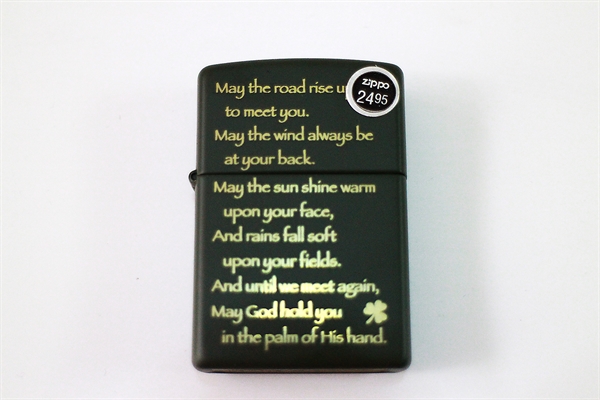 May the road rise
to meet you.
May the wind always be
at your back.
May the sun shine warm
upon your face,
And rains fall soft
upon your fields.
And until we meet again,
May God hold you
in the palm of His hand.
zippo
2495